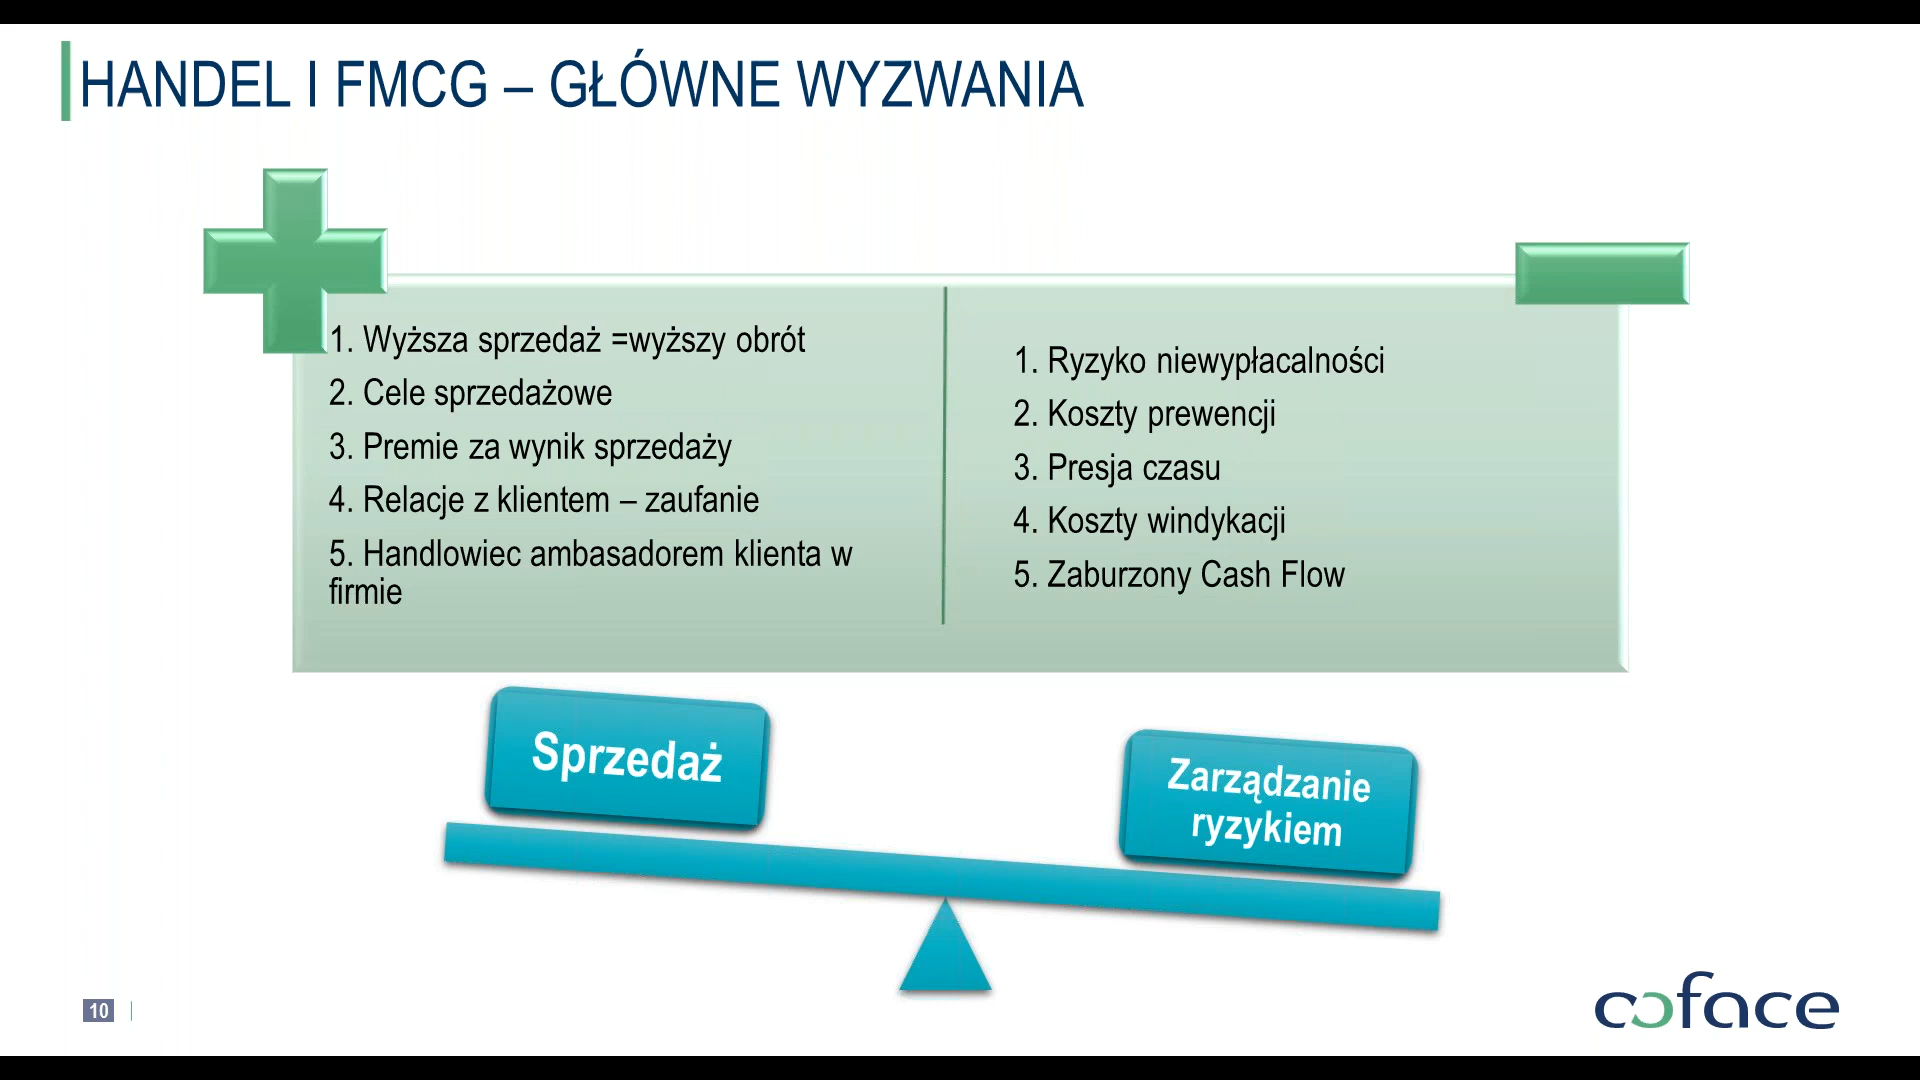 HANDEL I FMCG – GŁÓWNE WYZWANIA
1. Wyższa sprzedaż =wyższy obrót
2. Cele sprzedażowe
3. Premie za wynik sprzedaży
4. Relacje z klientem – zaufanie
5. Handlowiec ambasadorem klienta w
firmie
1. Ryzyko niewypłacalności
2. Koszty prewencji
3. Presja czasu
4. Koszty windykacji
5. Zaburzony Cash Flow
Sprzedaż
Zarządzanie
ryzykiem
10
coface